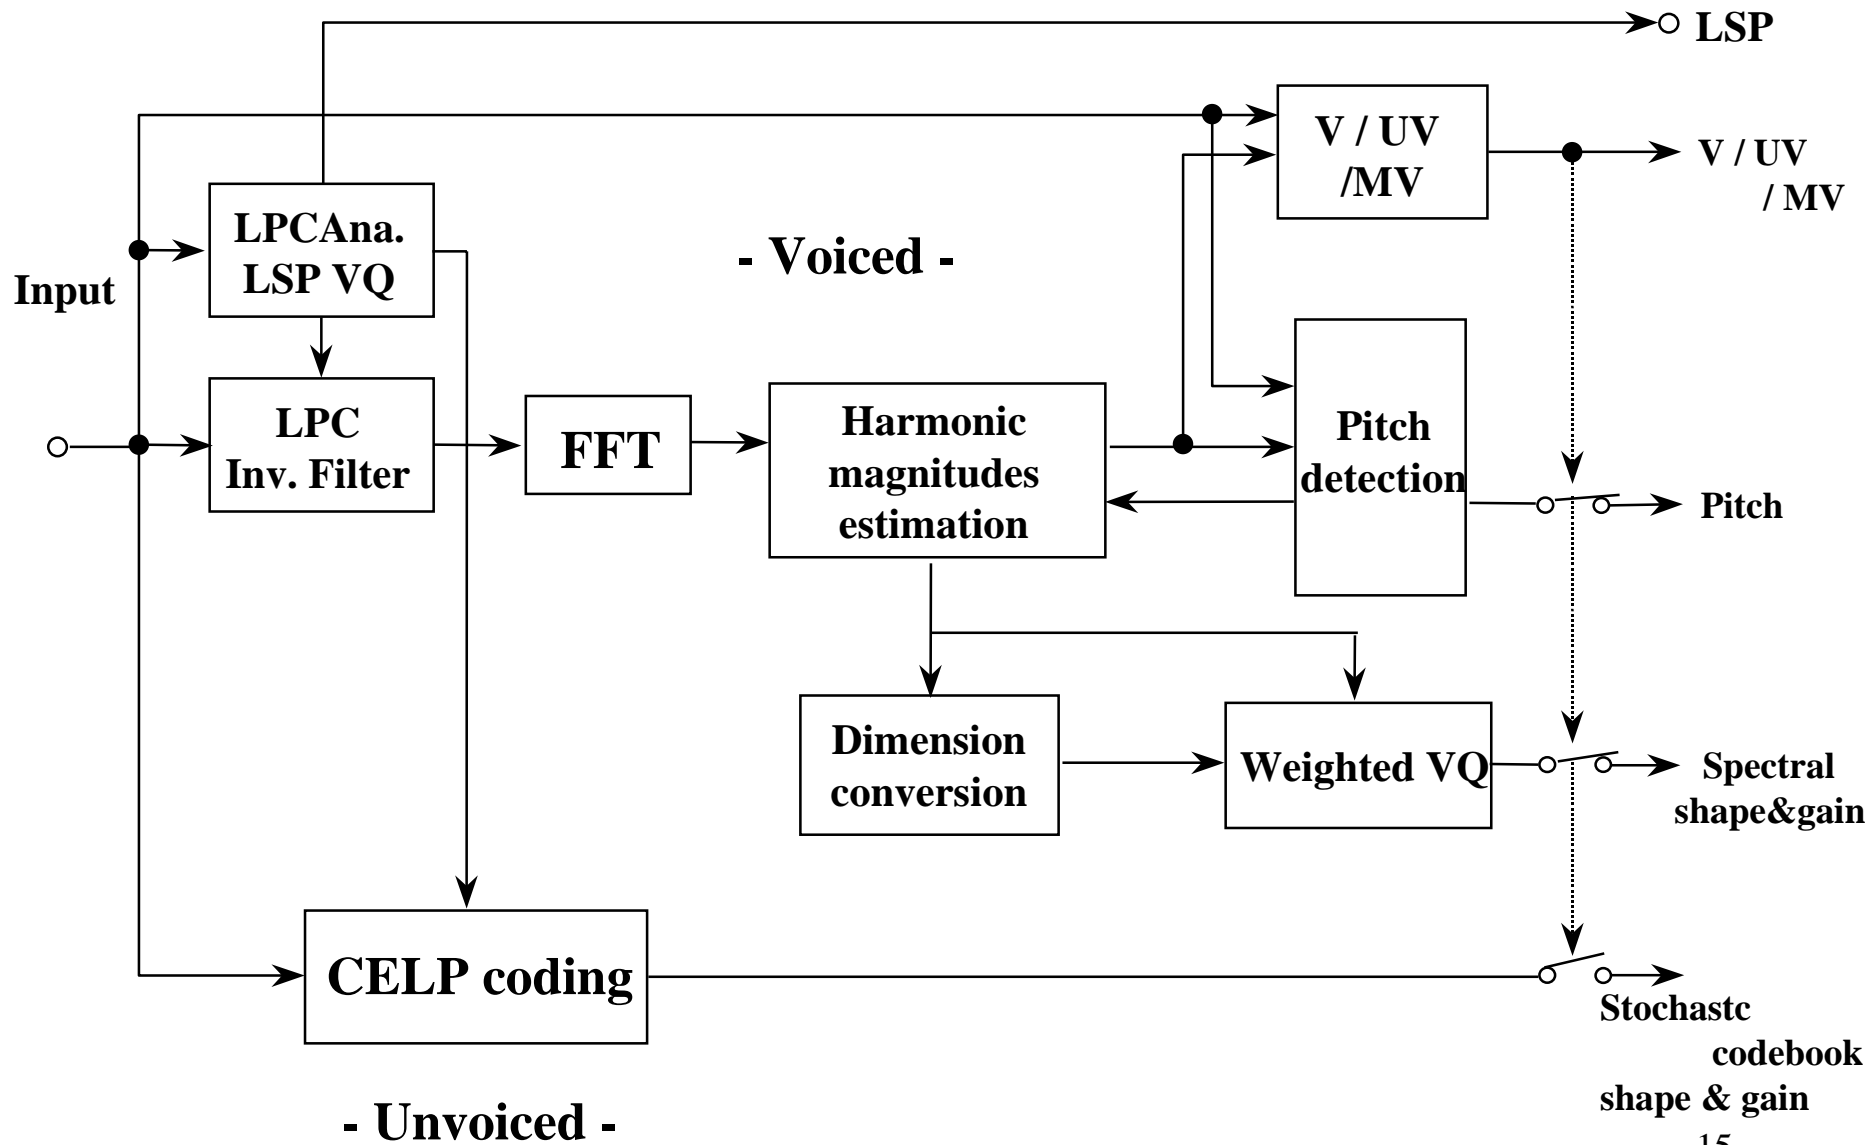 LSP
V / UV
/MV
V / UV
/ MV
LPCAna.
LSP VQ
- Voiced -
Input
LPC
Inv. Filter
FFT
Harmonic
magnitudes
estimation
Pitch
detection
Pitch
Dimension
conversion
Weighted VQ
Spectral
shape&gain
CELP coding
Stochastc
codebook
shape & gain
- Unvoiced -
15